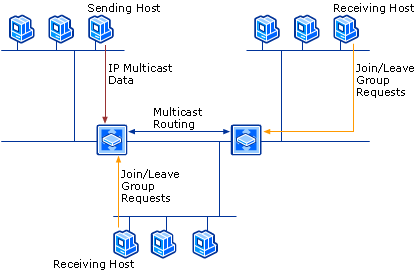 Sending Host
Receiving Host
IP Multicast
Data
Join/Leave
Group
Requests
Multicast
Routing
Join/Leave
Group
Requests
Receiving Host